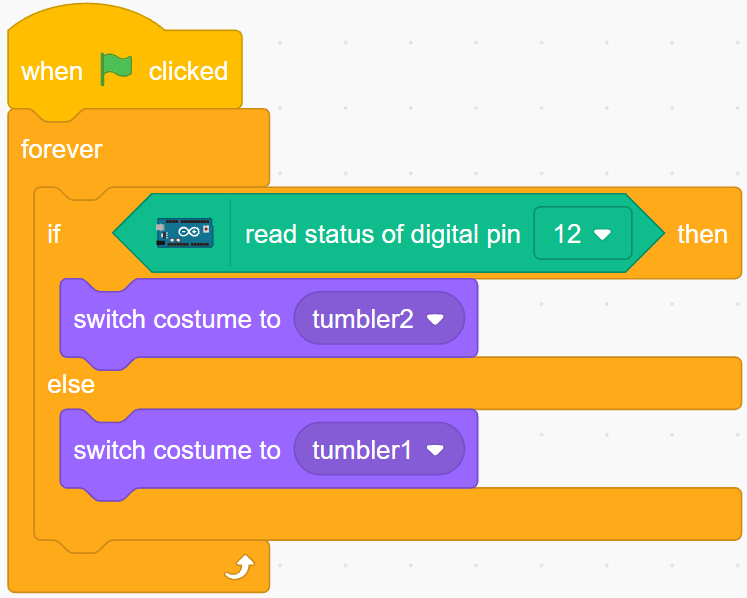 when clicked
forever
if read status of digital pin 12 then
switch costume to tumbler2
else
switch costume to tumbler1